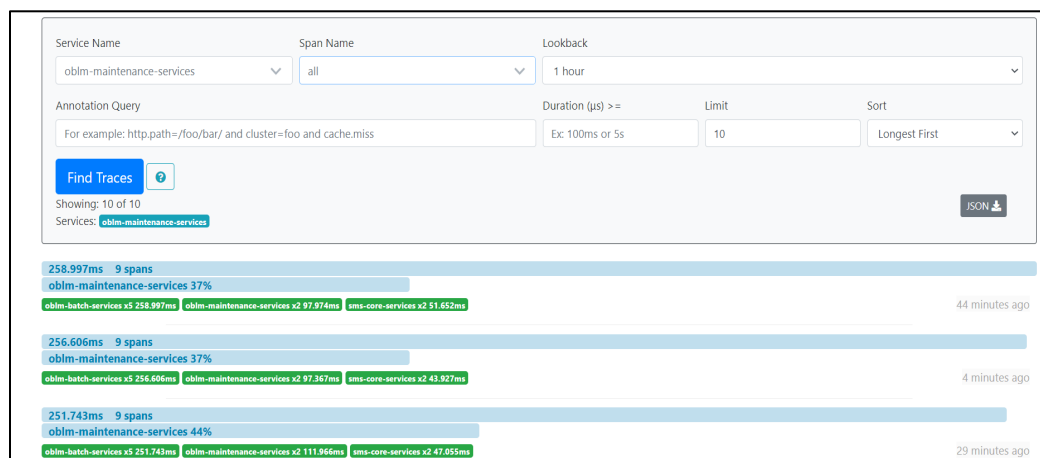 Service Name Span Name Lookback
oblm-maintenance-services all 1 hour
Annotation Query Duration (μs) >= Limit Sort
For example: http.path=/foo/bar/ and cluster=foo and cache.miss Ex: 100ms or 5s 10 Longest First
Find Traces ?
Showing: 10 of 10
Services: oblm-maintenance-services JSON
258.997ms 9 spans
oblm-maintenance-services 37%
oblm-batch-services x5 258.997ms oblm-maintenance-services x2 97.974ms sms-core-services x2 51.652ms 44 minutes ago
256.606ms 9 spans
oblm-maintenance-services 37%
oblm-batch-services x5 256.606ms oblm-maintenance-services x2 97.367ms sms-core-services x2 43.927ms 4 minutes ago
251.743ms 9 spans
oblm-maintenance-services 44%
oblm-batch-services x5 251.743ms oblm-maintenance-services x2 111.966ms sms-core-services x2 47.055ms 29 minutes ago